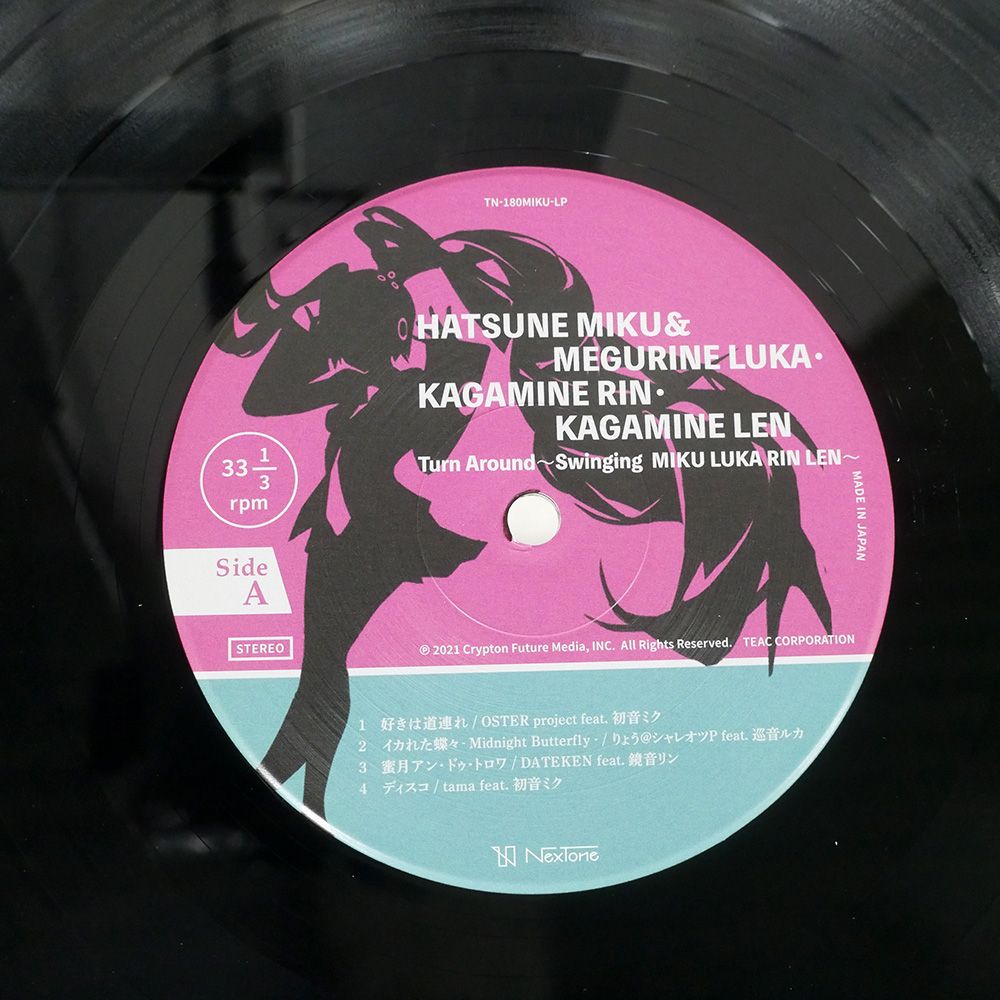 TN-180MIKU-LP
HATSUNE MIKU&
MEGURINE LUKA・
KAGAMINE RIN・
KAGAMINE LEN
Turn Around～Swinging MIKU LUKA RIN LEN～
MADE IN JAPAN
33 1/3
rpm
Side
A
STEREO
℗ 2021 Crypton Future Media, INC. All Rights Reserved. TEAC CORPORATION
1 好きは道連れ / OSTER project feat. 初音ミク
2 イカれた蝶々 - Midnight Butterfly - / りょう@シャレオツP feat. 巡音ルカ
3 蜜月アン・ドゥ・トロワ / DATEKEN feat. 鏡音リン
4 ディスコ / tama feat. 初音ミク
NexTone